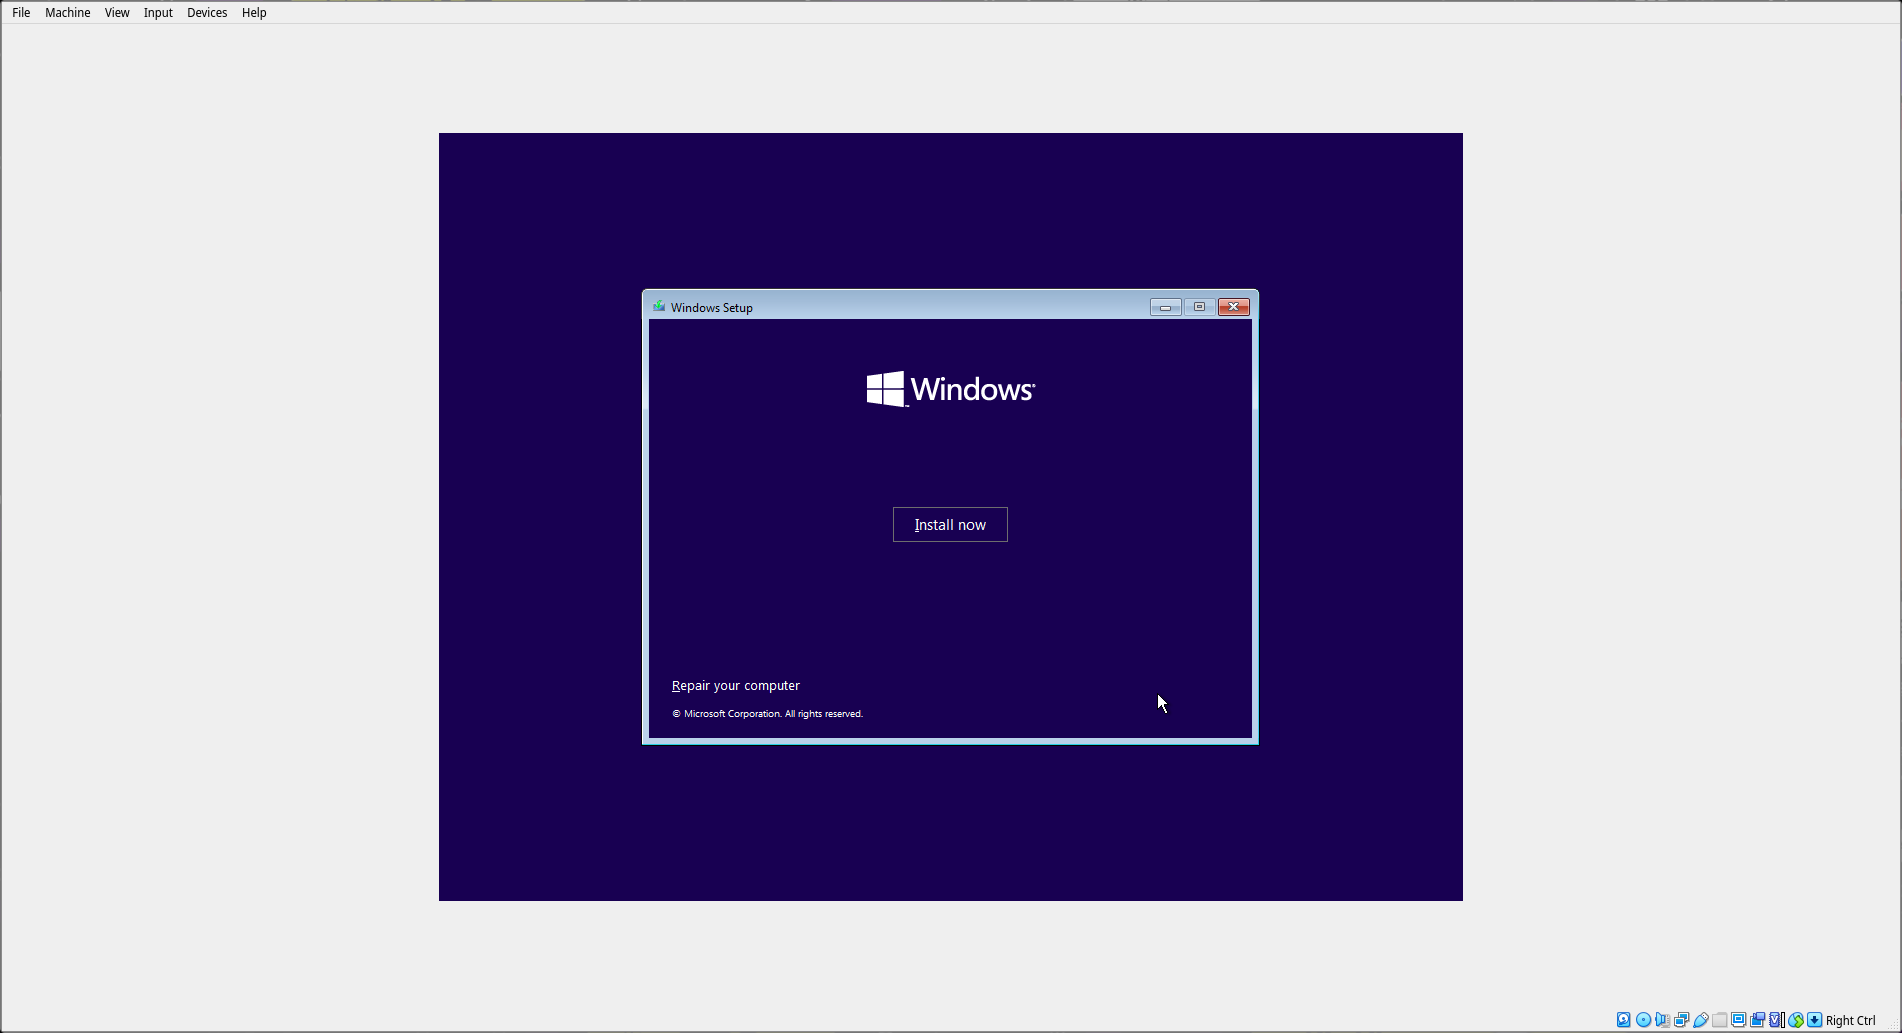 File Machine View Input Devices Help
Windows Setup
Windows
Install now
Repair your computer
© Microsoft Corporation. All rights reserved.
Right Ctrl